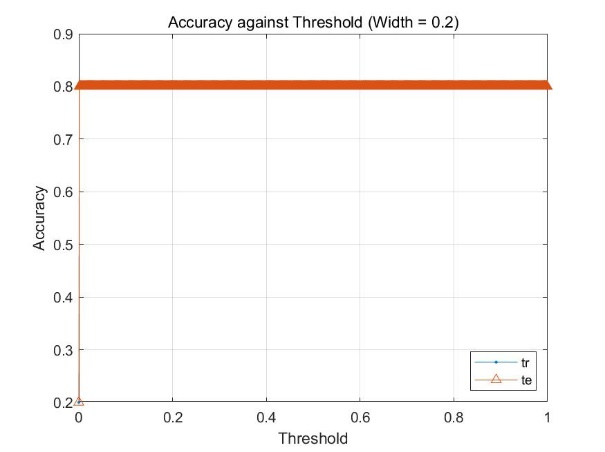 Accuracy against Threshold (Width = 0.2)
0.9
0.8
0.7
0.6
0.5
0.4
0.3
0.2
Accuracy
tr
te
0 0.2 0.4 0.6 0.8 1
Threshold